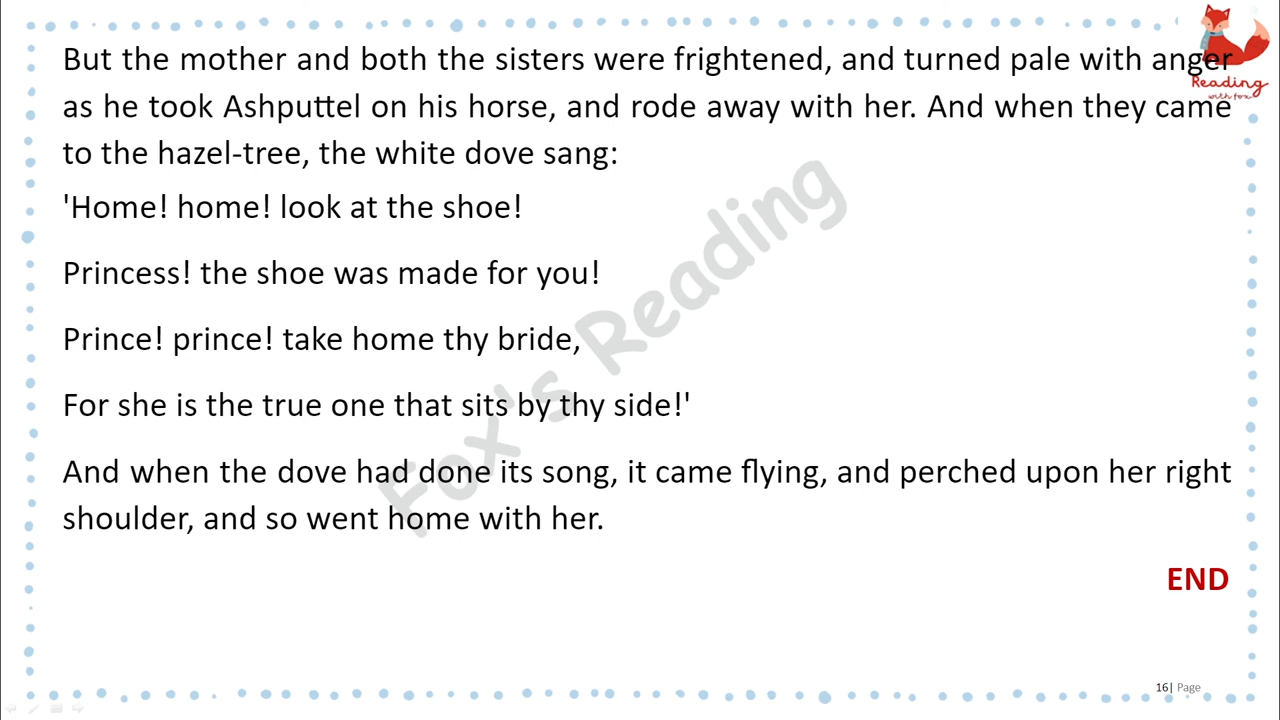 But the mother and both the sisters were frightened, and turned pale with anger
as he took Ashputtel on his horse, and rode away with her. And when they came
to the hazel-tree, the white dove sang:
'Home! home! look at the shoe!
Princess! the shoe was made for you!
Prince! prince! take home thy bride,
For she is the true one that sits by thy side!'
And when the dove had done its song, it came flying, and perched upon her right
shoulder, and so went home with her.
END
16| Page
Reading
with fox
Fox's Reading